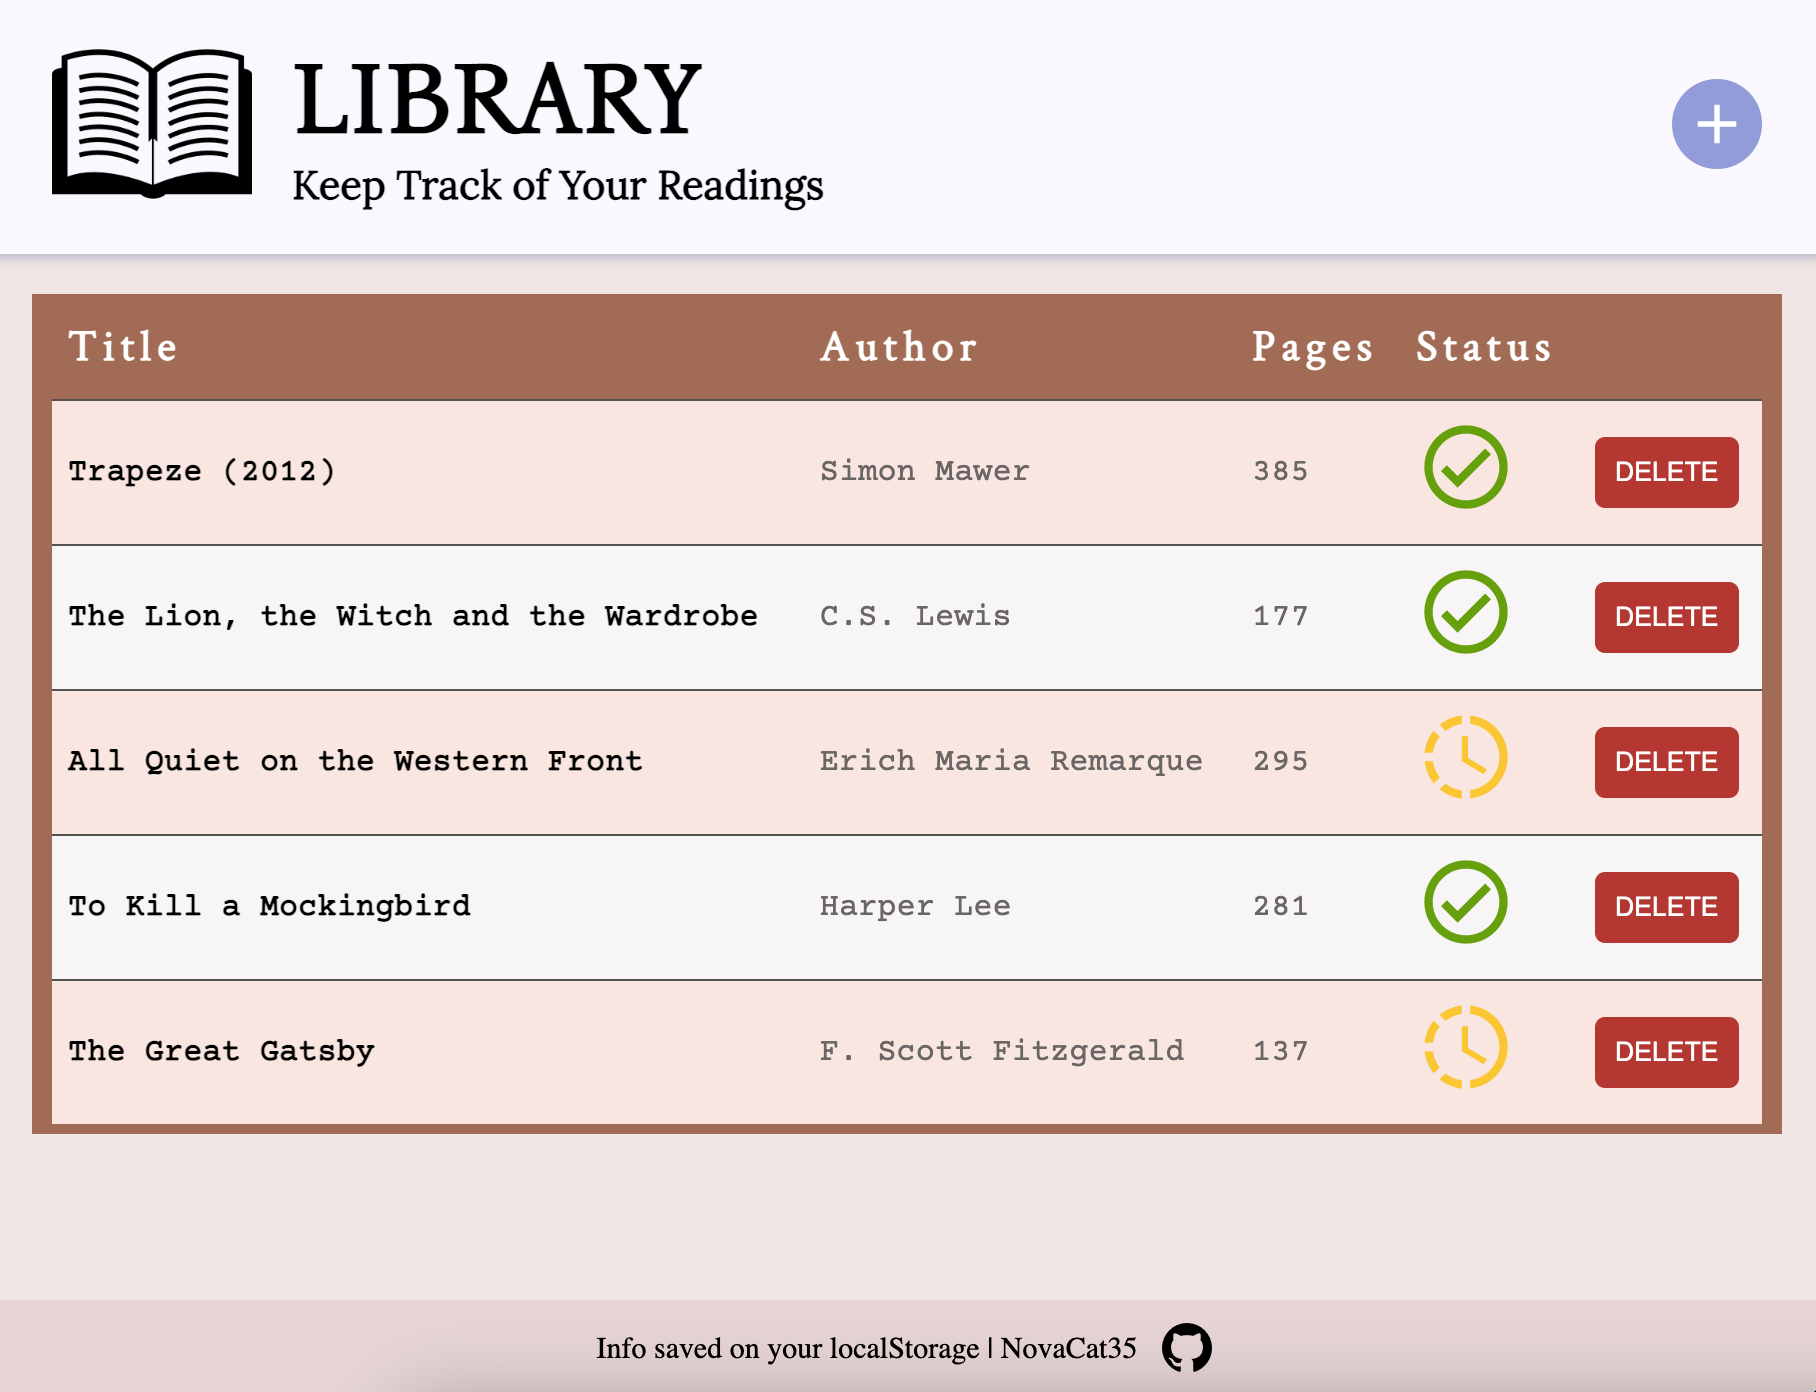 LIBRARY
Keep Track of Your Readings
Title Author Pages Status
Trapeze (2012) Simon Mawer 385 DELETE
The Lion, the Witch and the Wardrobe C.S. Lewis 177 DELETE
All Quiet on the Western Front Erich Maria Remarque 295 DELETE
To Kill a Mockingbird Harper Lee 281 DELETE
The Great Gatsby F. Scott Fitzgerald 137 DELETE
Info saved on your localStorage | NovaCat35